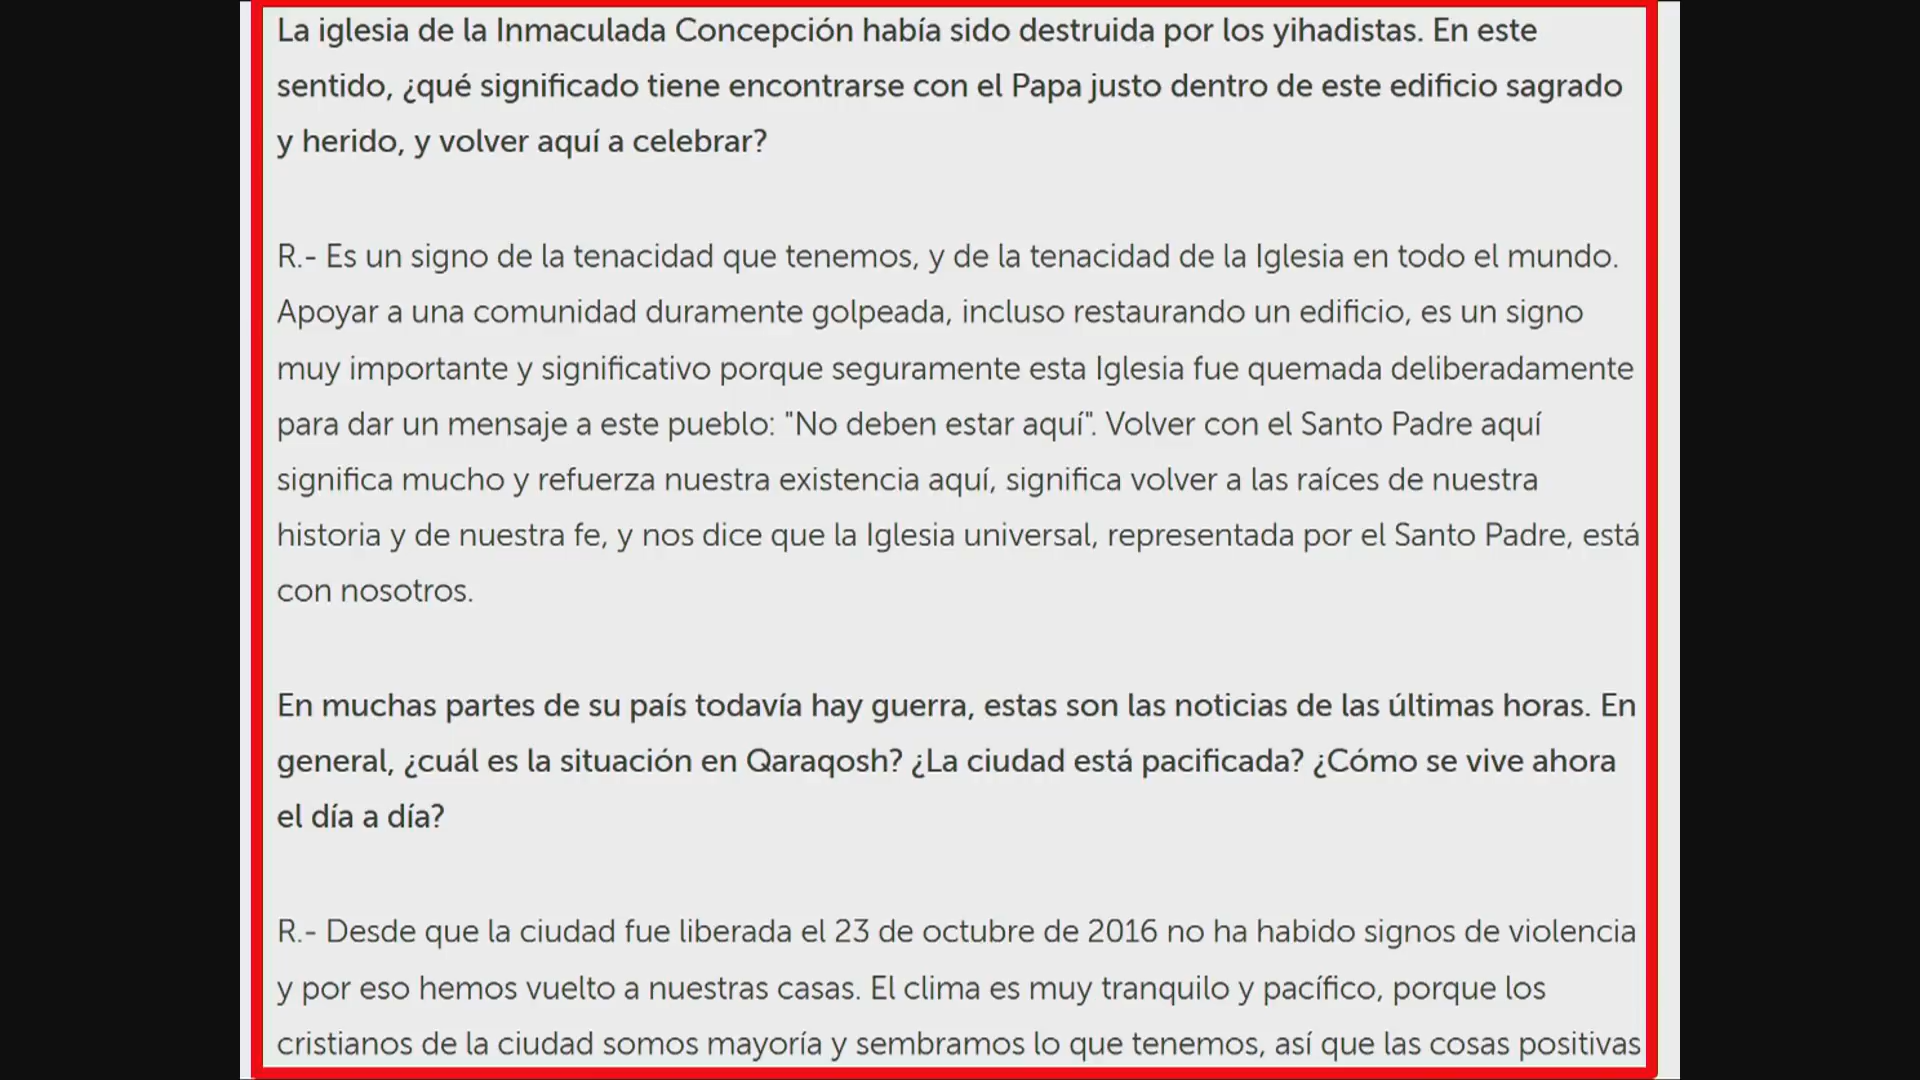 La iglesia de la Inmaculada Concepción había sido destruida por los yihadistas. En este
sentido, ¿qué significado tiene encontrarse con el Papa justo dentro de este edificio sagrado
y herido, y volver aquí a celebrar?
R.- Es un signo de la tenacidad que tenemos, y de la tenacidad de la Iglesia en todo el mundo.
Apoyar a una comunidad duramente golpeada, incluso restaurando un edificio, es un signo
muy importante y significativo porque seguramente esta Iglesia fue quemada deliberadamente
para dar un mensaje a este pueblo: "No deben estar aquí". Volver con el Santo Padre aquí
significa mucho y refuerza nuestra existencia aquí, significa volver a las raíces de nuestra
historia y de nuestra fe, y nos dice que la Iglesia universal, representada por el Santo Padre, está
con nosotros.
En muchas partes de su país todavía hay guerra, estas son las noticias de las últimas horas. En
general, ¿cuál es la situación en Qaraqosh? ¿La ciudad está pacificada? ¿Cómo se vive ahora
el día a día?
R.- Desde que la ciudad fue liberada el 23 de octubre de 2016 no ha habido signos de violencia
y por eso hemos vuelto a nuestras casas. El clima es muy tranquilo y pacífico, porque los
cristianos de la ciudad somos mayoría y sembramos lo que tenemos, así que las cosas positivas